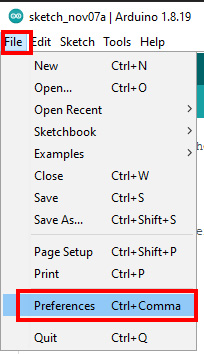 sketch_nov07a | Arduino 1.8.19
File Edit Sketch Tools Help
New Ctrl+N
Open... Ctrl+O
Open Recent
Sketchbook
Examples
Close Ctrl+W
Save Ctrl+S
Save As... Ctrl+Shift+S
Page Setup Ctrl+Shift+P
Print Ctrl+P
Preferences Ctrl+Comma
Quit Ctrl+Q